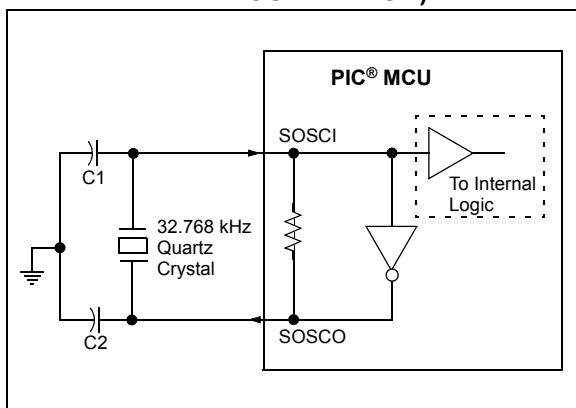 PIC® MCU
SOSCI
C1
To Internal
Logic
32.768 kHz
Quartz
Crystal
C2
SOSCO